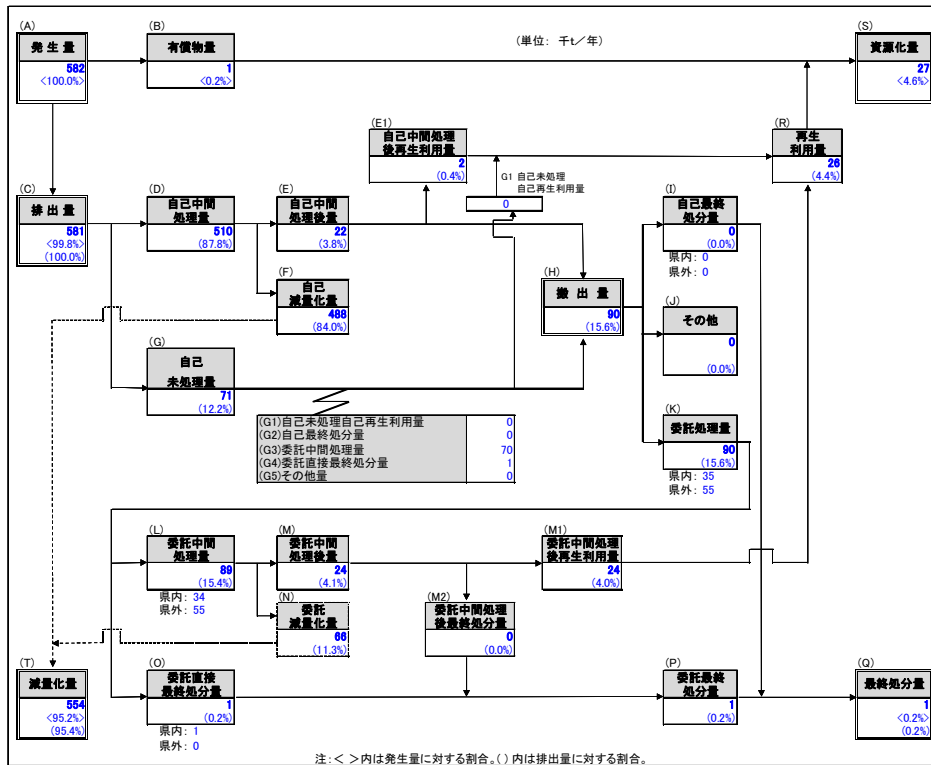 (A)
発 生 量
582
<100.0%>
(B)
有償物量
1
<0.2%>
(単位: 千t/年)
(S)
資源化量
27
<4.6%>
(E1)
自己中間処理
後再生利用量
2
(0.4%)
(R)
再生
利用量
26
(4.4%)
G1 自己未処理
自己再生利用量
0
(C)
排 出 量
581
<99.8%>
(100.0%)
(D)
自己中間
処理量
510
(87.8%)
(E)
自己中間
処理後量
22
(3.8%)
(I)
自己最終
処分量
0
(0.0%)
県内: 0
県外: 0
(F)
自己
減量化量
488
(84.0%)
(H)
搬 出 量
90
(15.6%)
(J)
その他
0
(0.0%)
(G)
自己
未処理量
71
(12.2%)
(G1)自己未処理自己再生利用量 0
(G2)自己最終処分量 0
(G3)委託中間処理量 70
(G4)委託直接最終処分量 1
(G5)その他量 0
(K)
委託処理量
90
(15.6%)
県内: 35
県外: 55
(L)
委託中間
処理量
89
(15.4%)
県内: 34
県外: 55
(M)
委託中間
処理後量
24
(4.1%)
(M1)
委託中間処理
後再生利用量
24
(4.0%)
(N)
委託
減量化量
66
(11.3%)
(M2)
委託中間処理
後最終処分量
0
(0.0%)
(T)
減量化量
554
<95.2%>
(95.4%)
(O)
委託直接
最終処分量
1
(0.2%)
県内: 1
県外: 0
(P)
委託最終
処分量
1
(0.2%)
(Q)
最終処分量
1
<0.2%>
(0.2%)
注:< >内は発生量に対する割合。( )内は排出量に対する割合。